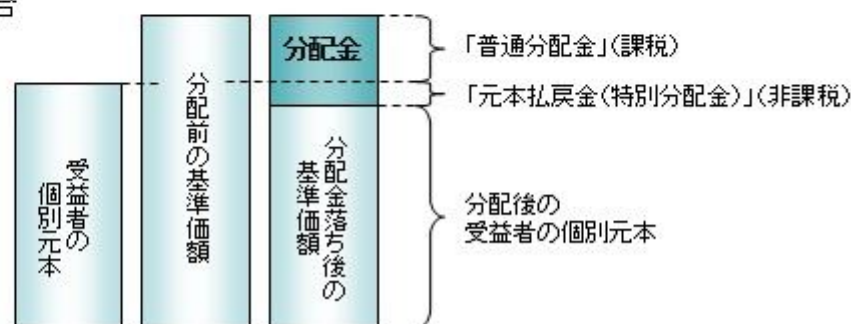 分配金
「普通分配金」(課税)
「元本払戻金(特別分配金)」(非課税)
受益者の
個別元本
分配前の基準価額
分配金落ち後の
基準価額
分配後の
受益者の個別元本